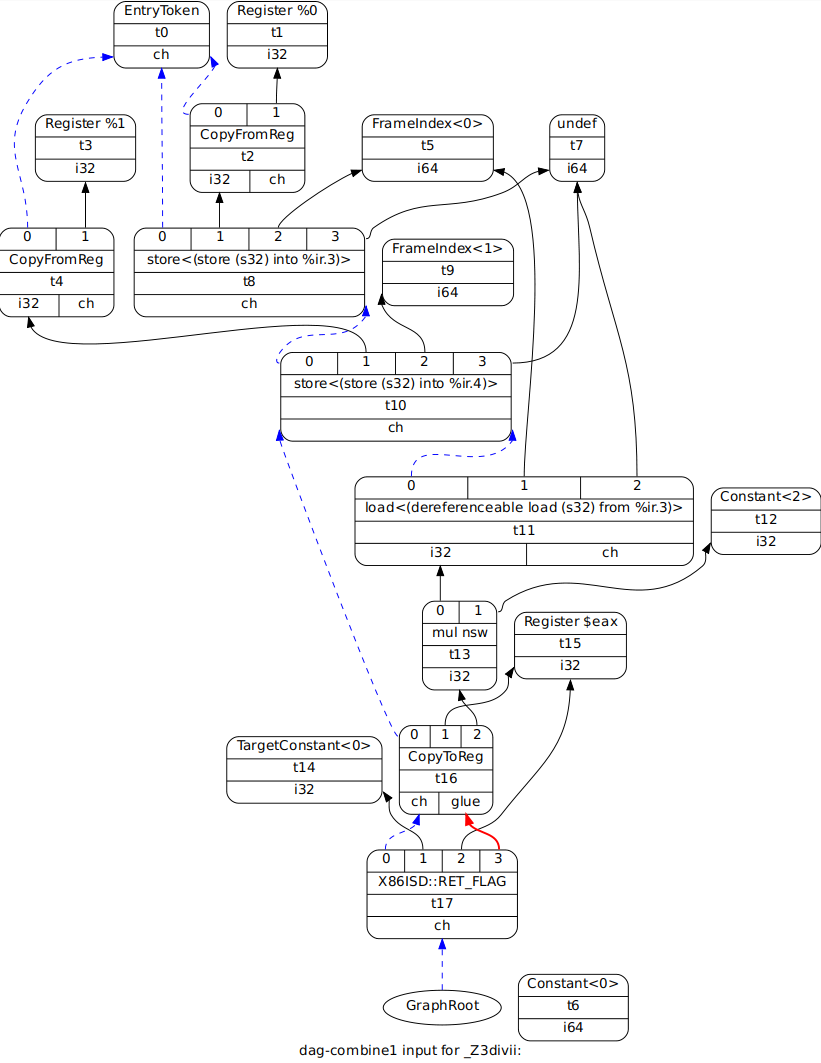 EntryToken
t0
ch
Register %0
t1
i32
Register %1
t3
i32
0 1
CopyFromReg
t2
i32 ch
FrameIndex<0>
t5
i64
undef
t7
i64
0 1
CopyFromReg
t4
i32 ch
0 1 2 3
store<(store (s32) into %ir.3)>
t8
ch
FrameIndex<1>
t9
i64
0 1 2 3
store<(store (s32) into %ir.4)>
t10
ch
0 1 2
load<(dereferenceable load (s32) from %ir.3)>
t11
i32 ch
Constant<2>
t12
i32
0 1
mul nsw
t13
i32
Register $eax
t15
i32
TargetConstant<0>
t14
i32
0 1 2
CopyToReg
t16
ch glue
0 1 2 3
X86ISD::RET_FLAG
t17
ch
GraphRoot
Constant<0>
t6
i64
dag-combine1 input for _Z3divii: